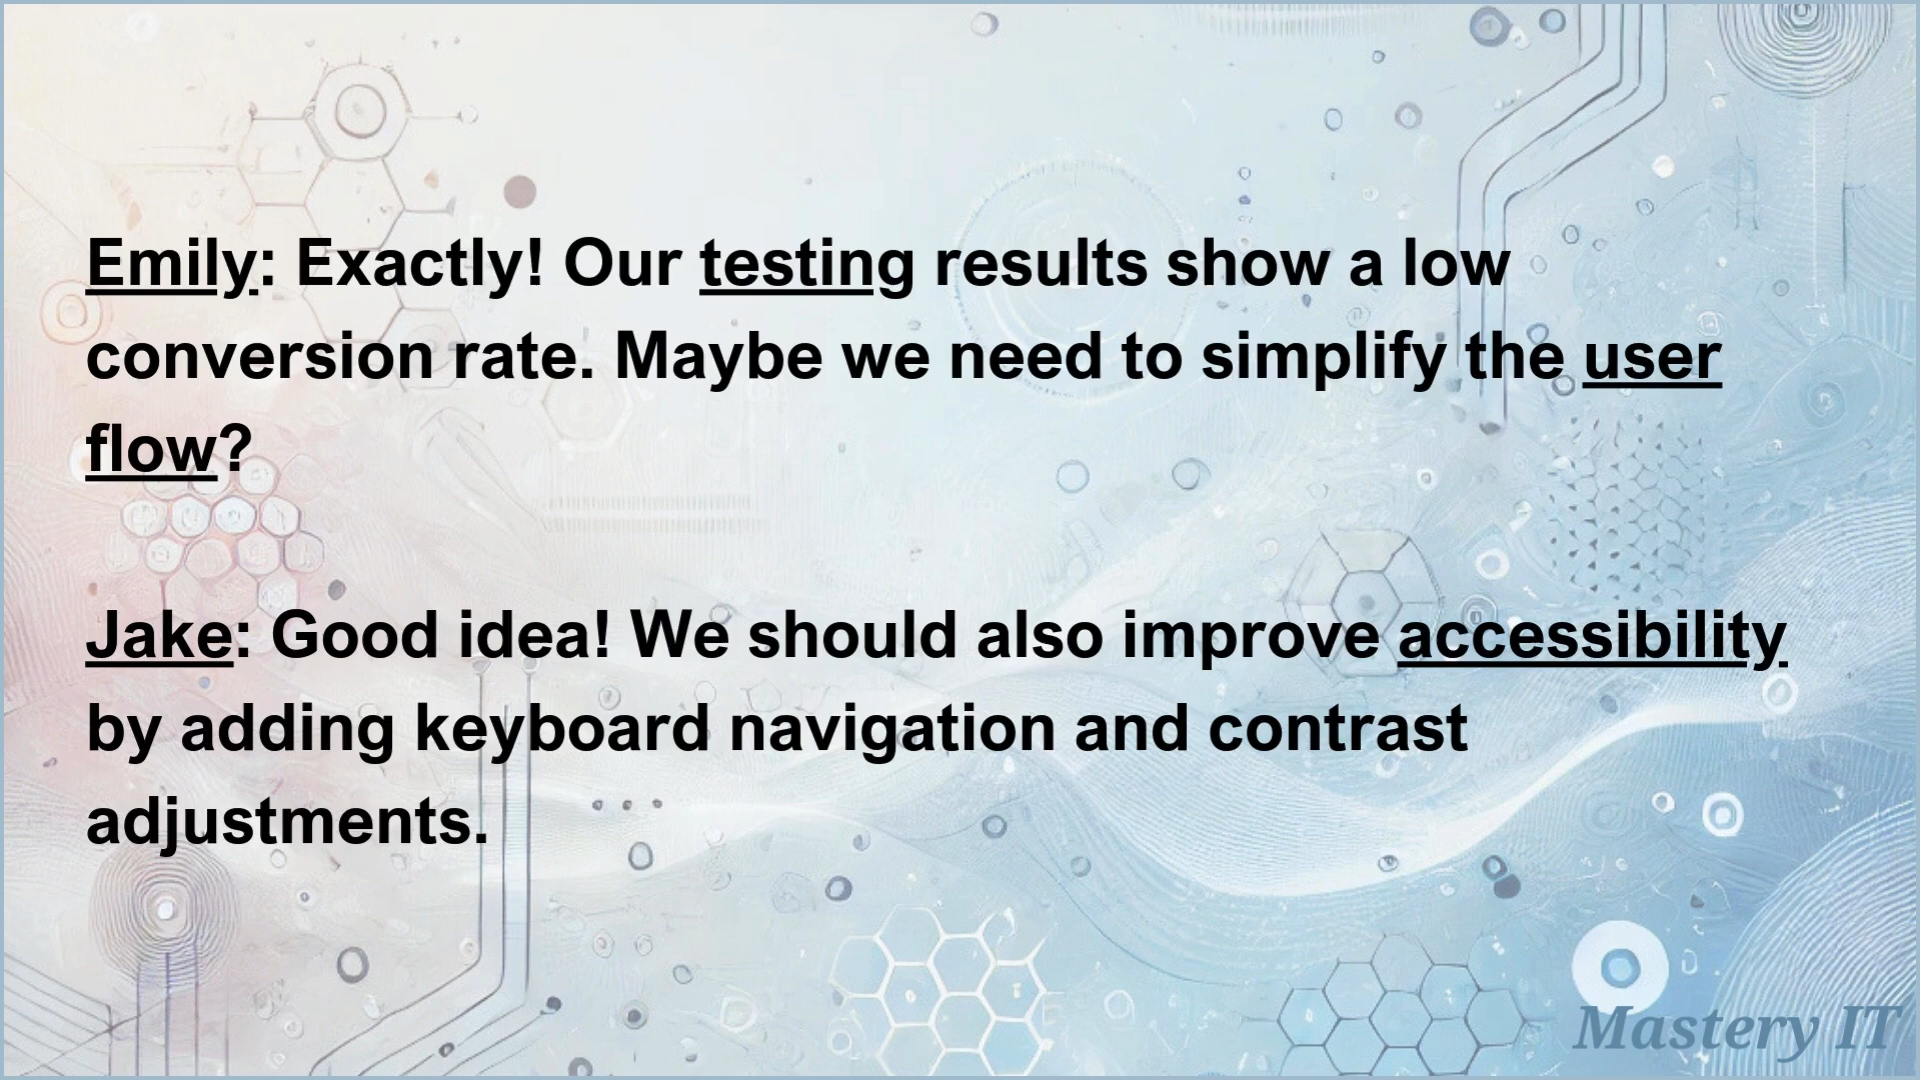 Emily: Exactly! Our testing results show a low
conversion rate. Maybe we need to simplify the user
flow?
Jake: Good idea! We should also improve accessibility
by adding keyboard navigation and contrast
adjustments.
Mastery IT